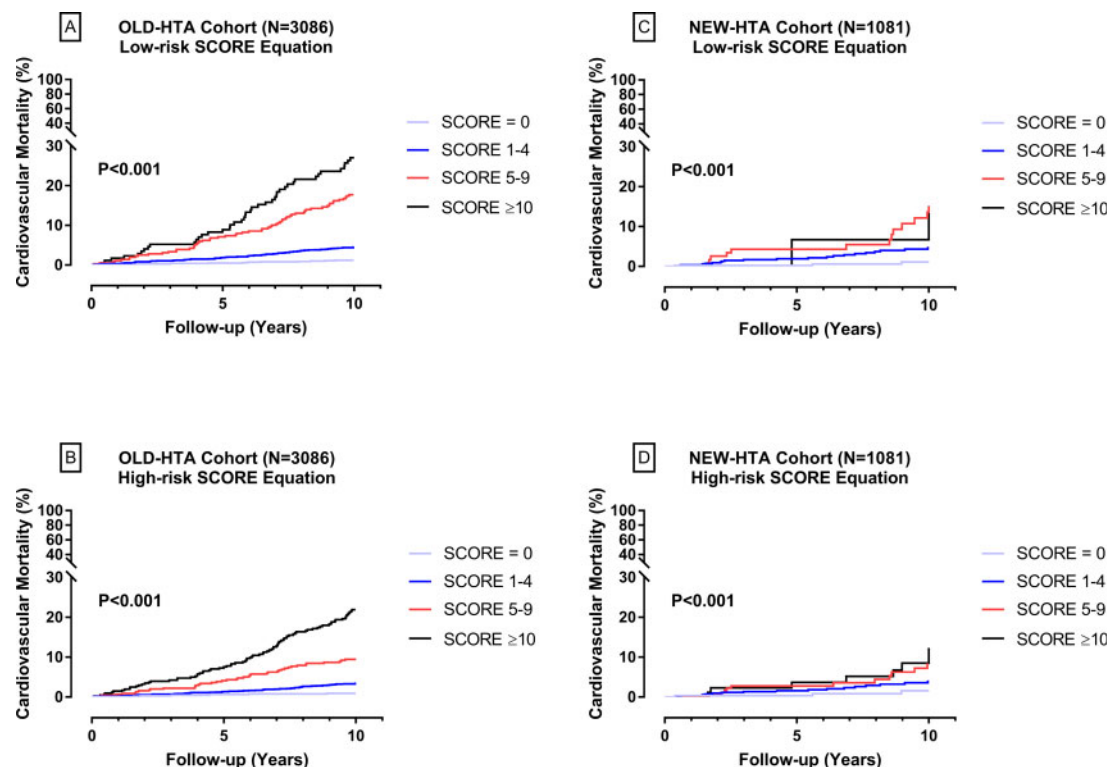 A
OLD-HTA Cohort (N=3086)
Low-risk SCORE Equation
Cardiovascular Mortality (%)
100
80
60
40
30
20
10
0
P<0.001
SCORE = 0
SCORE 1-4
SCORE 5-9
SCORE ≥10
0 5 10
Follow-up (Years)
C
NEW-HTA Cohort (N=1081)
Low-risk SCORE Equation
Cardiovascular Mortality (%)
100
80
60
40
30
20
10
0
P<0.001
SCORE = 0
SCORE 1-4
SCORE 5-9
SCORE ≥10
0 5 10
Follow-up (Years)
B
OLD-HTA Cohort (N=3086)
High-risk SCORE Equation
Cardiovascular Mortality (%)
100
80
60
40
30
20
10
0
P<0.001
SCORE = 0
SCORE 1-4
SCORE 5-9
SCORE ≥10
0 5 10
Follow-up (Years)
D
NEW-HTA Cohort (N=1081)
High-risk SCORE Equation
Cardiovascular Mortality (%)
100
80
60
40
30
20
10
0
P<0.001
SCORE = 0
SCORE 1-4
SCORE 5-9
SCORE ≥10
0 5 10
Follow-up (Years)